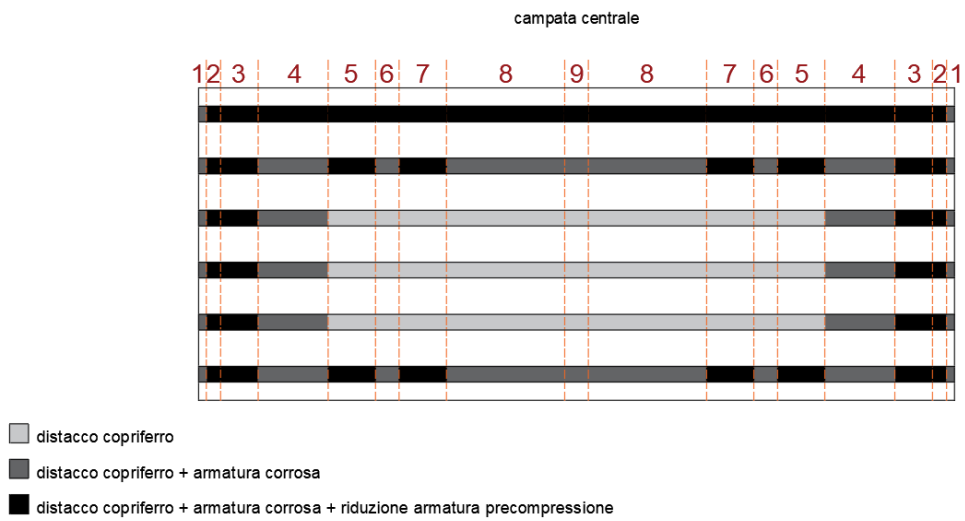 campata centrale
1 2 3 4 5 6 7 8 9 8 7 6 5 4 3 2 1
distacco copriferro
distacco copriferro + armatura corrosa
distacco copriferro + armatura corrosa + riduzione armatura precompressione